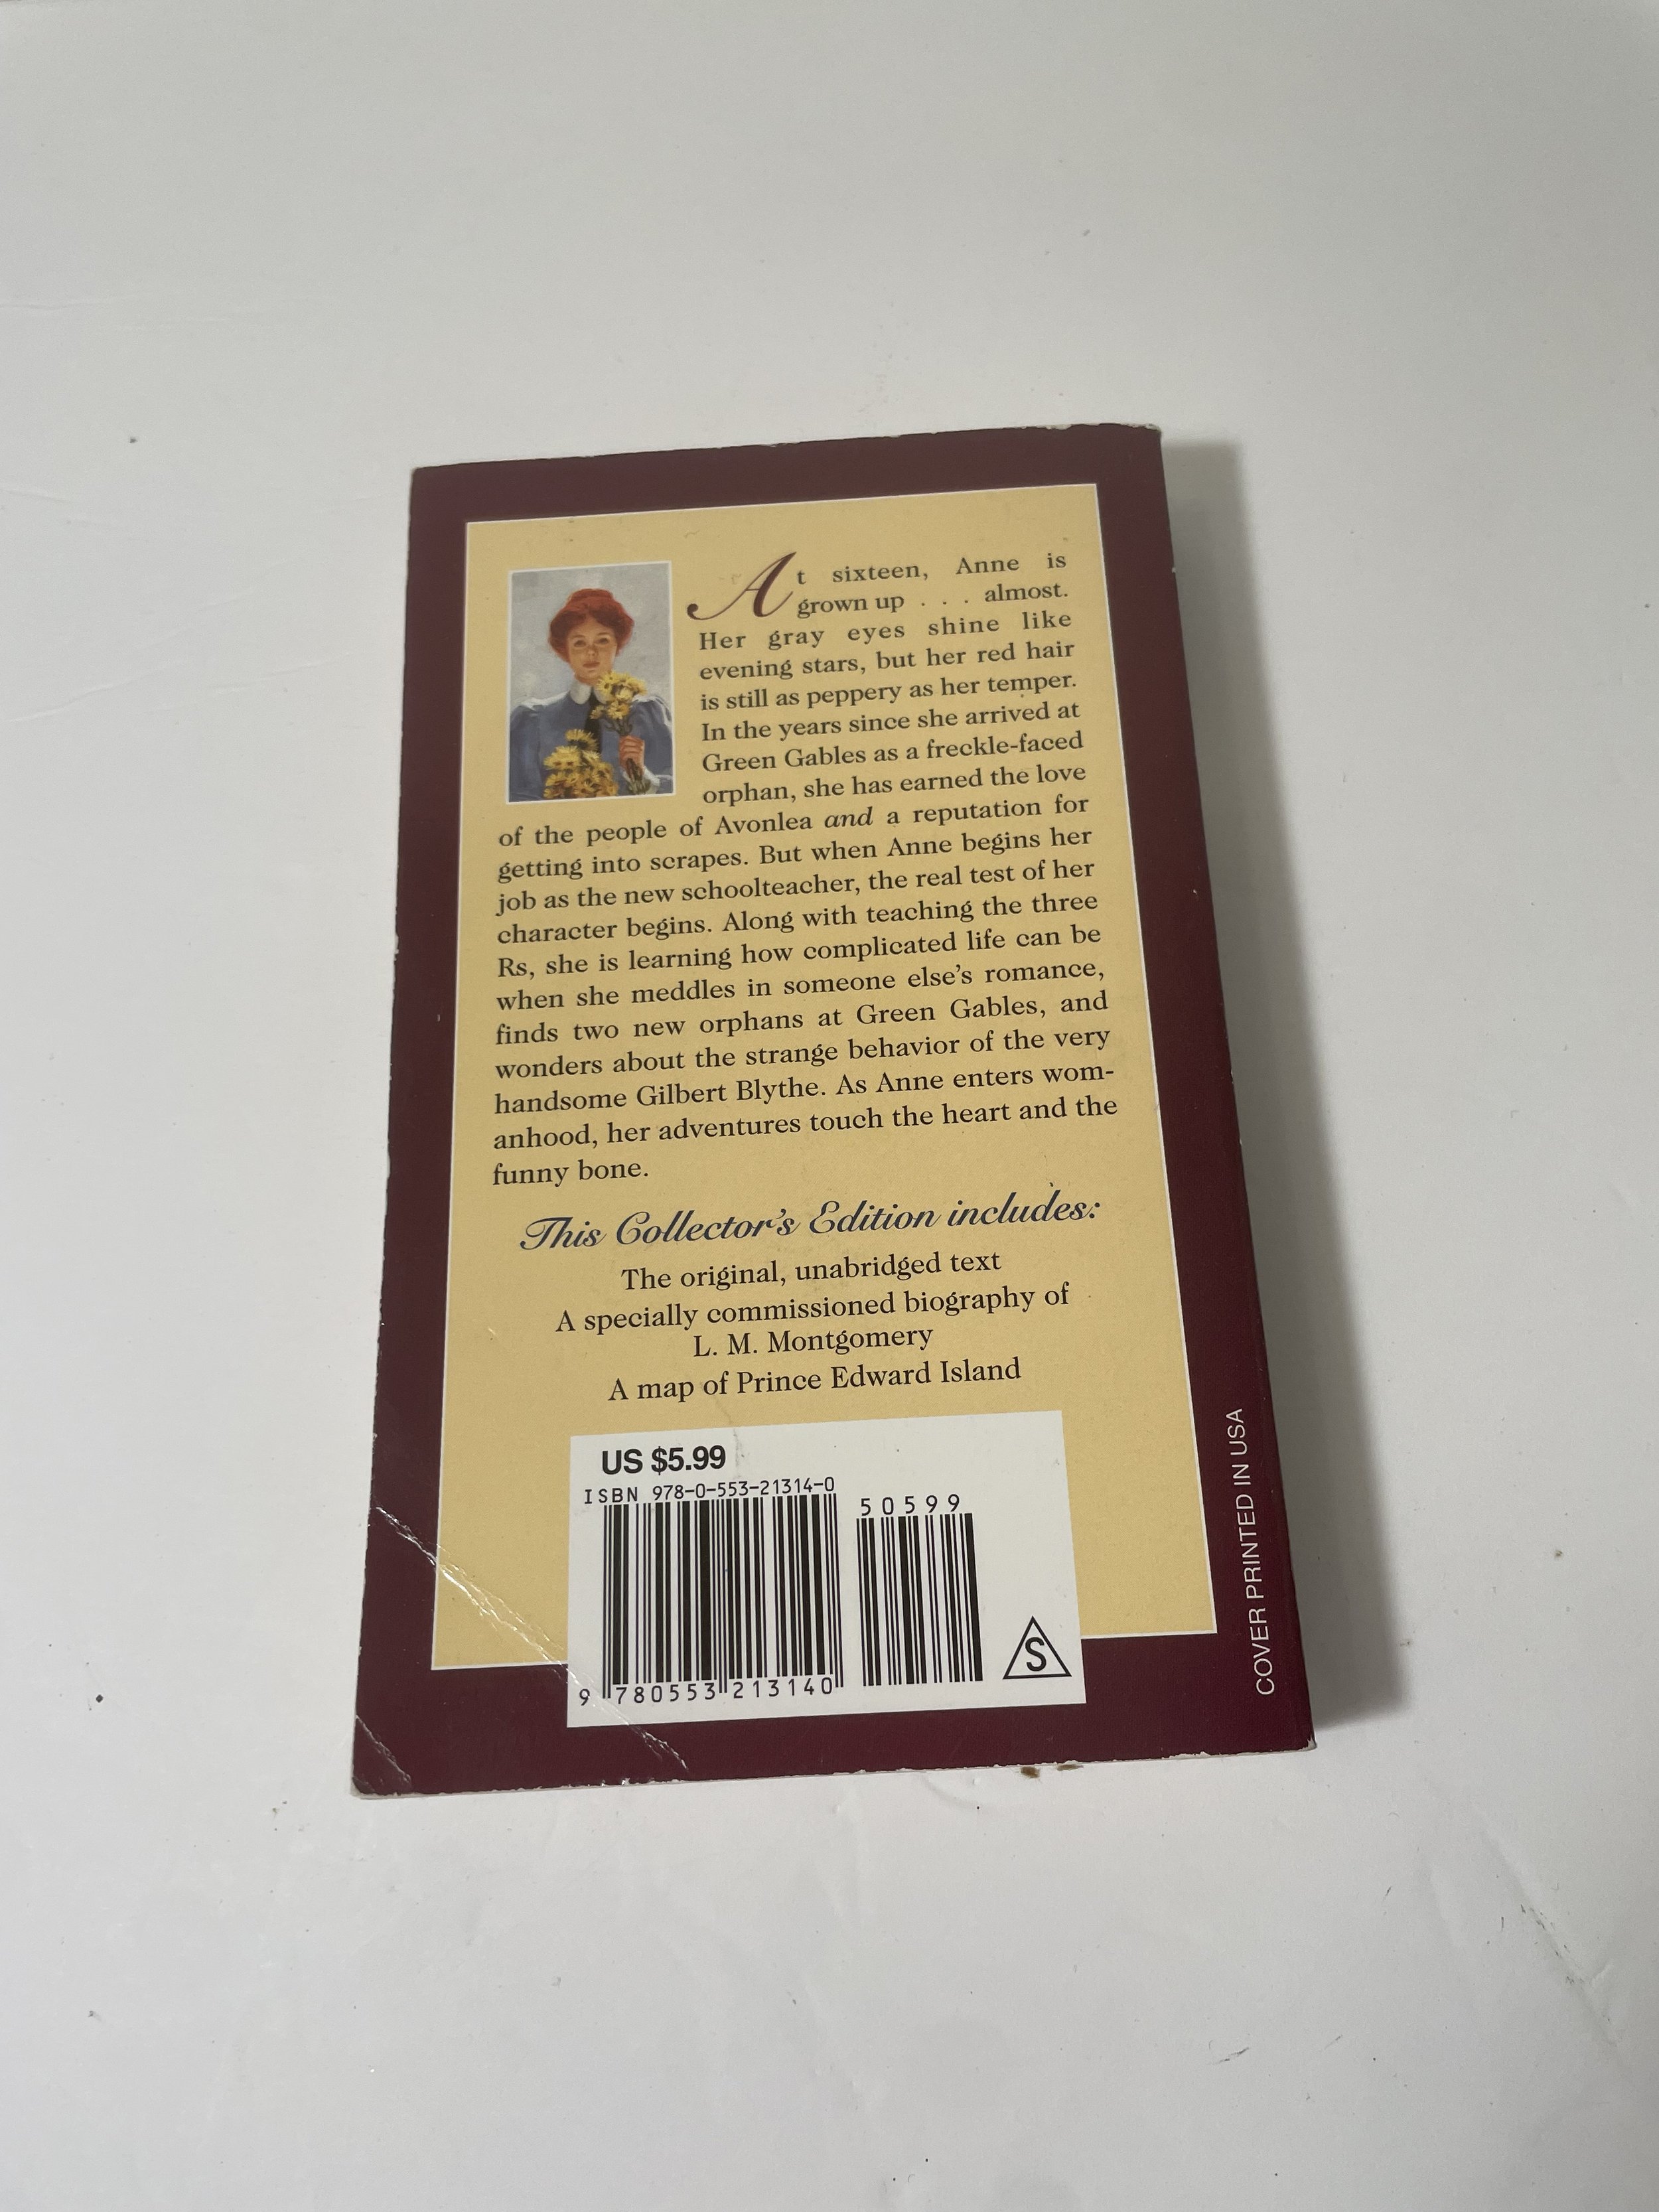 At sixteen, Anne is
grown up . . . almost.
Her gray eyes shine like
evening stars, but her red hair
is still as peppery as her temper.
In the years since she arrived at
Green Gables as a freckle-faced
orphan, she has earned the love
of the people of Avonlea and a reputation for
getting into scrapes. But when Anne begins her
job as the new schoolteacher, the real test of her
character begins. Along with teaching the three
Rs, she is learning how complicated life can be
when she meddles in someone else's romance,
finds two new orphans at Green Gables, and
wonders about the strange behavior of the very
handsome Gilbert Blythe. As Anne enters wom-
anhood, her adventures touch the heart and the
funny bone.
This Collector's Edition includes:
The original, unabridged text
A specially commissioned biography of
L. M. Montgomery
A map of Prince Edward Island
US $5.99
ISBN 978-0-553-21314-0
50599
9 780553 213140
S
COVER PRINTED IN USA